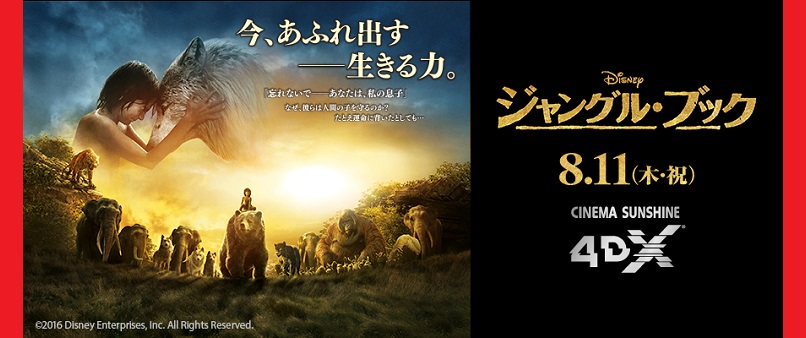 今、あふれ出す
――生きる力。
「忘れないで――あなたは、私の息子」
なぜ、彼らは人間の子を守るのか?
たとえ運命に背いたとしても…
DISNEY
ジャングル・ブック
8.11(木・祝)
CINEMA SUNSHINE
4DX®
©2016 Disney Enterprises, Inc. All Rights Reserved.